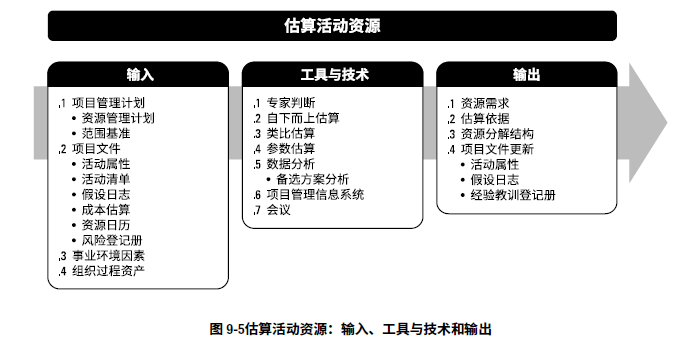 估算活动资源
输入
.1 项目管理计划
• 资源管理计划
• 范围基准
.2 项目文件
• 活动属性
• 活动清单
• 假设日志
• 成本估算
• 资源日历
• 风险登记册
.3 事业环境因素
.4 组织过程资产
工具与技术
.1 专家判断
.2 自下而上估算
.3 类比估算
.4 参数估算
.5 数据分析
• 备选方案分析
.6 项目管理信息系统
.7 会议
输出
.1 资源需求
.2 估算依据
.3 资源分解结构
.4 项目文件更新
• 活动属性
• 假设日志
• 经验教训登记册
图 9-5估算活动资源：输入、工具与技术和输出